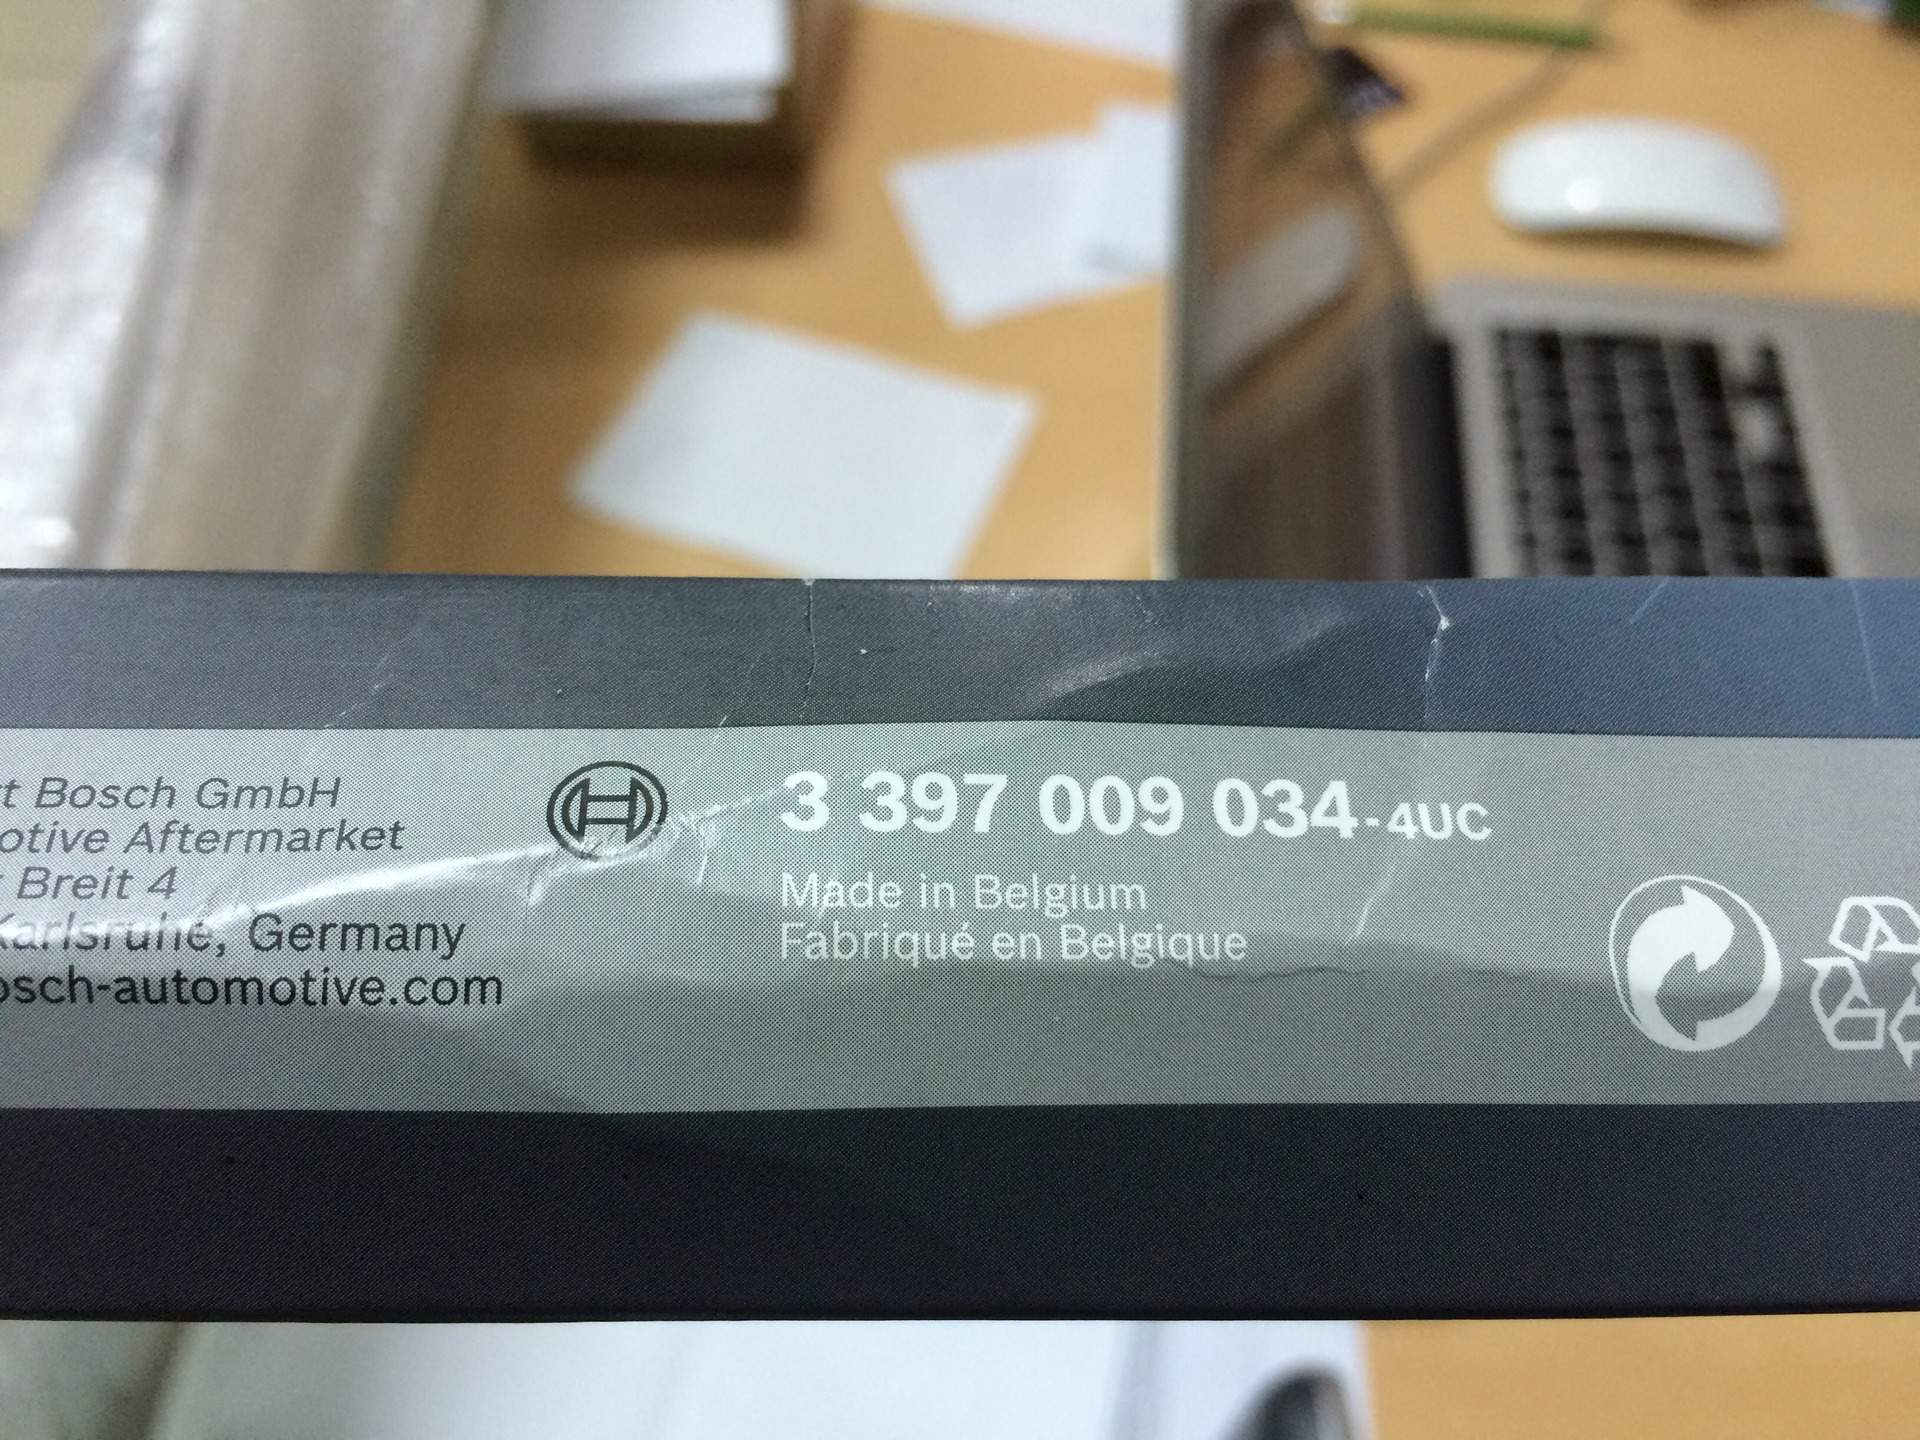 t Bosch GmbH
otive Aftermarket
Breit 4
Karlsruhe, Germany
osch-automotive.com
3 397 009 034-4UC
Made in Belgium
Fabriqué en Belgique